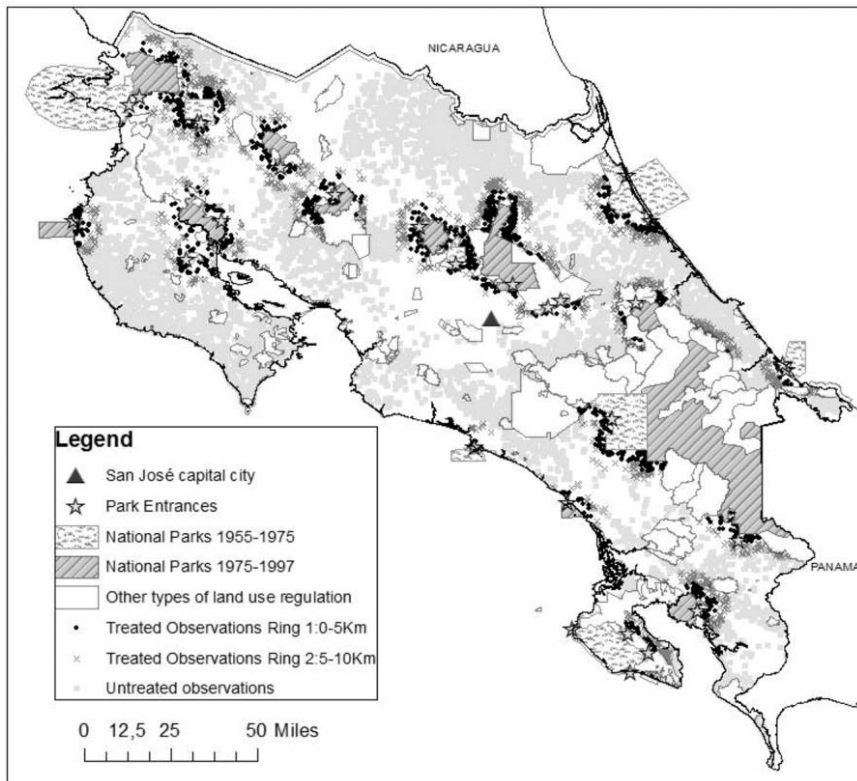 NICARAGUA
PANAMA
Legend
San José capital city
Park Entrances
National Parks 1955-1975
National Parks 1975-1997
Other types of land use regulation
Treated Observations Ring 1:0-5Km
Treated Observations Ring 2:5-10Km
Untreated observations
0 12,5 25 50 Miles